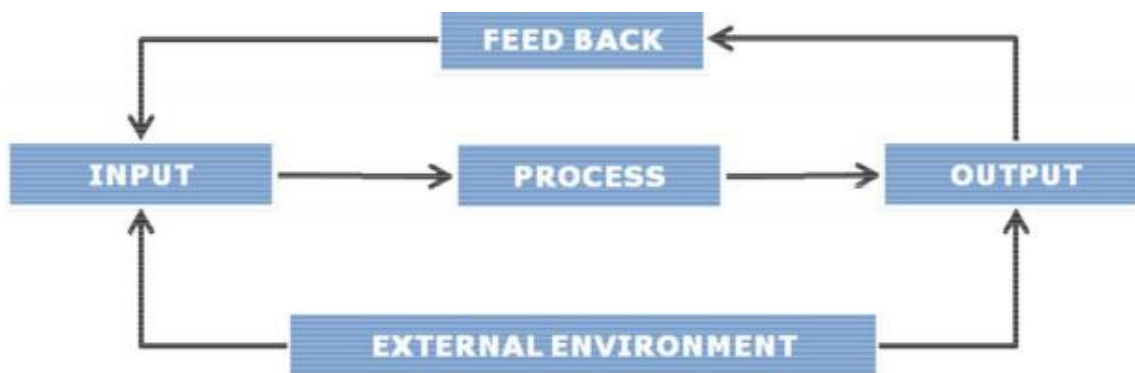 FEED BACK
INPUT
PROCESS
OUTPUT
EXTERNAL ENVIRONMENT